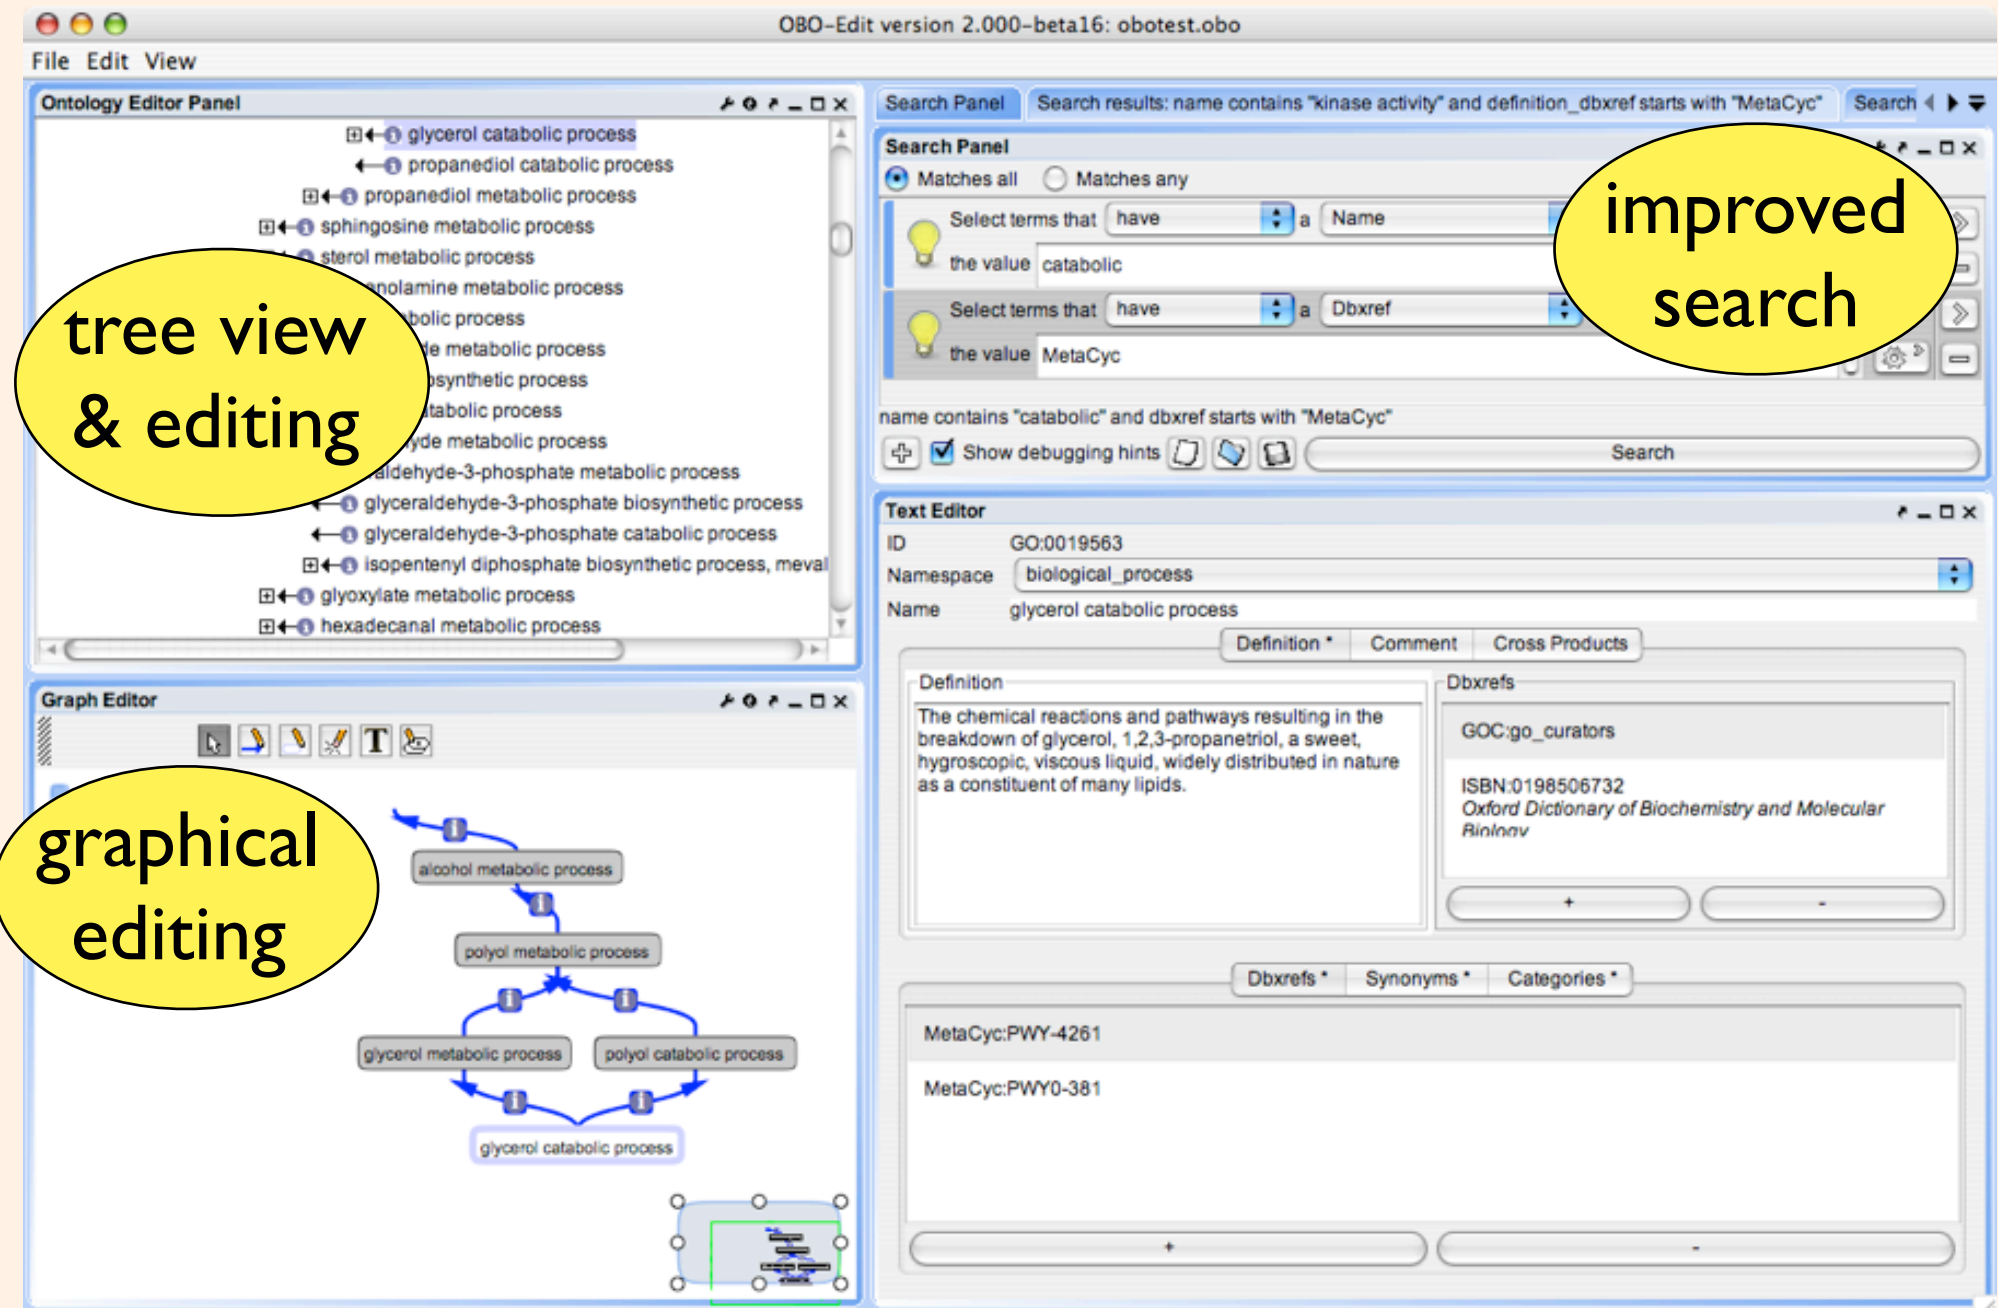 OBO-Edit version 2.000-beta16: obotest.obo
File Edit View
Ontology Editor Panel
glycerol catabolic process
propanediol catabolic process
propanediol metabolic process
sphingosine metabolic process
sterol metabolic process
anolamine metabolic process
bolic process
de metabolic process
osynthetic process
tabolic process
yde metabolic process
aldehyde-3-phosphate metabolic process
glyceraldehyde-3-phosphate biosynthetic process
glyceraldehyde-3-phosphate catabolic process
isopentenyl diphosphate biosynthetic process, meval
glyoxylate metabolic process
hexadecanal metabolic process
tree view
& editing
Graph Editor
T
alcohol metabolic process
polyol metabolic process
glycerol metabolic process
polyol catabolic process
glycerol catabolic process
graphical
editing
Search Panel
Search results: name contains "kinase activity" and definition_dbxref starts with "MetaCyc"
Search
Search Panel
Matches all Matches any
Select terms that have a Name
the value catabolic
Select terms that have a Dbxref
the value MetaCyc
name contains "catabolic" and dbxref starts with "MetaCyc"
Show debugging hints
Search
improved
search
Text Editor
ID GO:0019563
Namespace biological_process
Name glycerol catabolic process
Definition * Comment Cross Products
Definition
The chemical reactions and pathways resulting in the
breakdown of glycerol, 1,2,3-propanetriol, a sweet,
hygroscopic, viscous liquid, widely distributed in nature
as a constituent of many lipids.
Dbxrefs
GOC:go_curators
ISBN:0198506732
Oxford Dictionary of Biochemistry and Molecular
Biology
+ -
Dbxrefs * Synonyms * Categories *
MetaCyc:PWY-4261
MetaCyc:PWY0-381
+ -